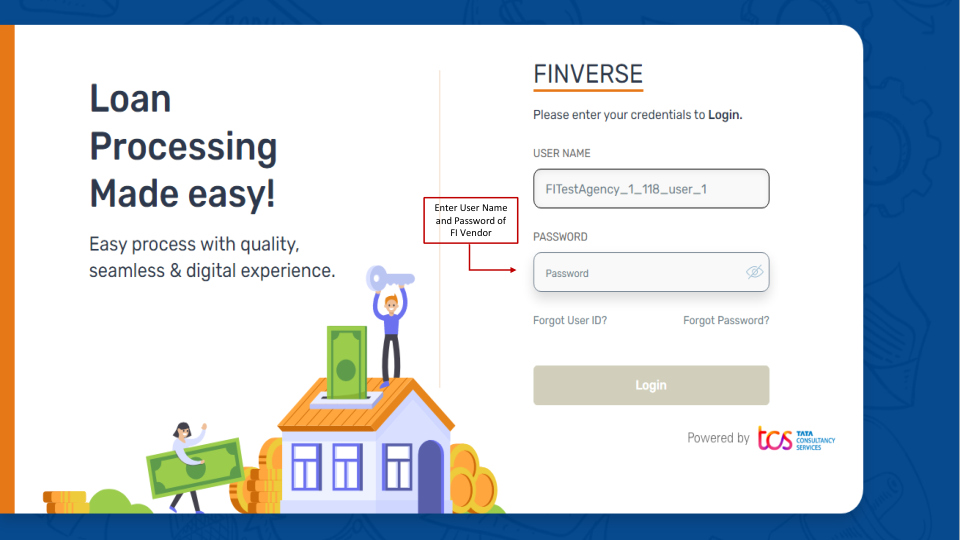 Loan
Processing
Made easy!
Easy process with quality,
seamless & digital experience.
Enter User Name
and Password of
FI Vendor
FINVERSE
Please enter your credentials to Login.
USER NAME
FITestAgency_1_118_user_1
PASSWORD
Password
Forgot User ID?
Forgot Password?
Login
Powered by
tcs
TATA
CONSULTANCY
SERVICES